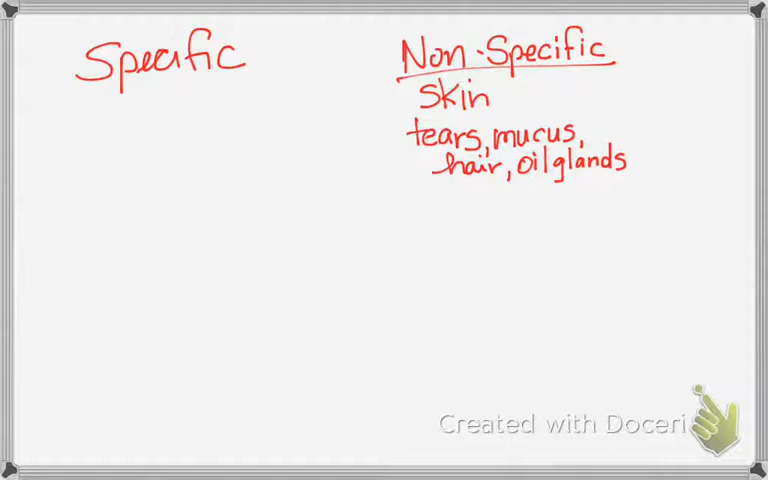 Specific
Non-Specific
Skin
tears, mucus,
hair, oil glands
Created with Doceri